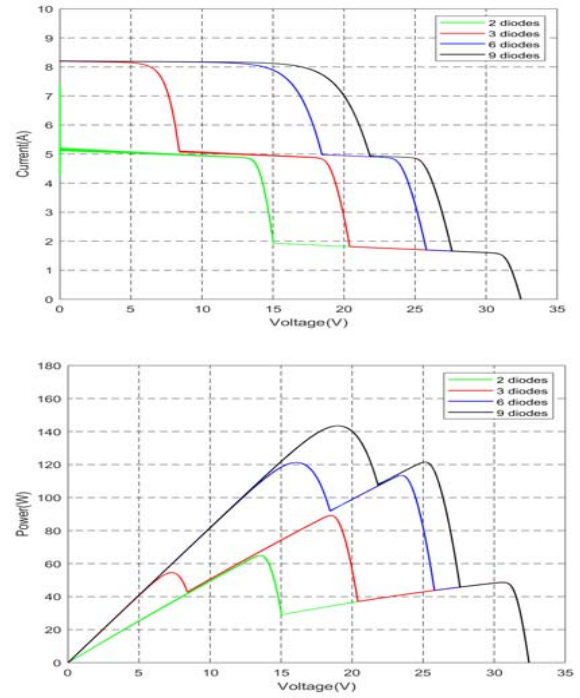 10
9
8
7
6
5
4
3
2
1
0
Current(A)
2 diodes
3 diodes
6 diodes
9 diodes
0 5 10 15 20 25 30 35
Voltage(V)
180
160
140
120
100
80
60
40
20
0
Power(W)
2 diodes
3 diodes
6 diodes
9 diodes
0 5 10 15 20 25 30 35
Voltage(V)